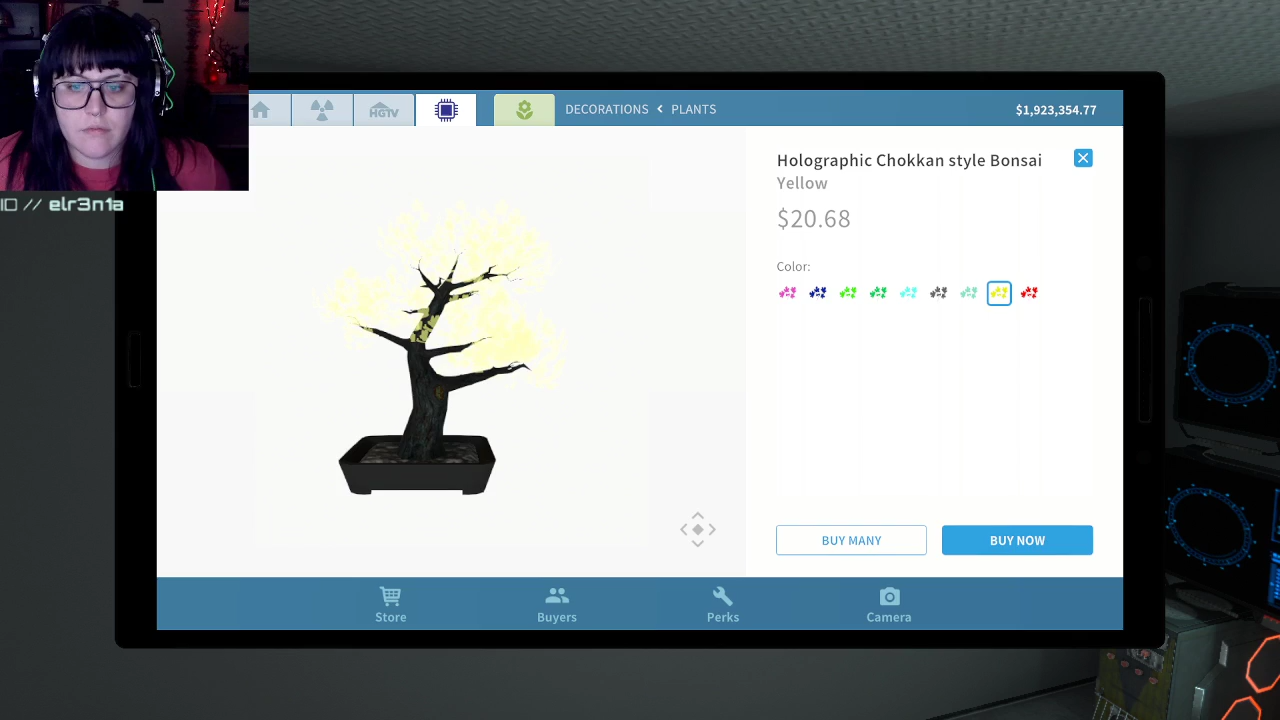 HGTV
DECORATIONS < PLANTS
$1,923,354.77
Holographic Chokkan style Bonsai
Yellow
$20.68
Color:
BUY MANY
BUY NOW
Store
Buyers
Perks
Camera
ID // elr3n1a